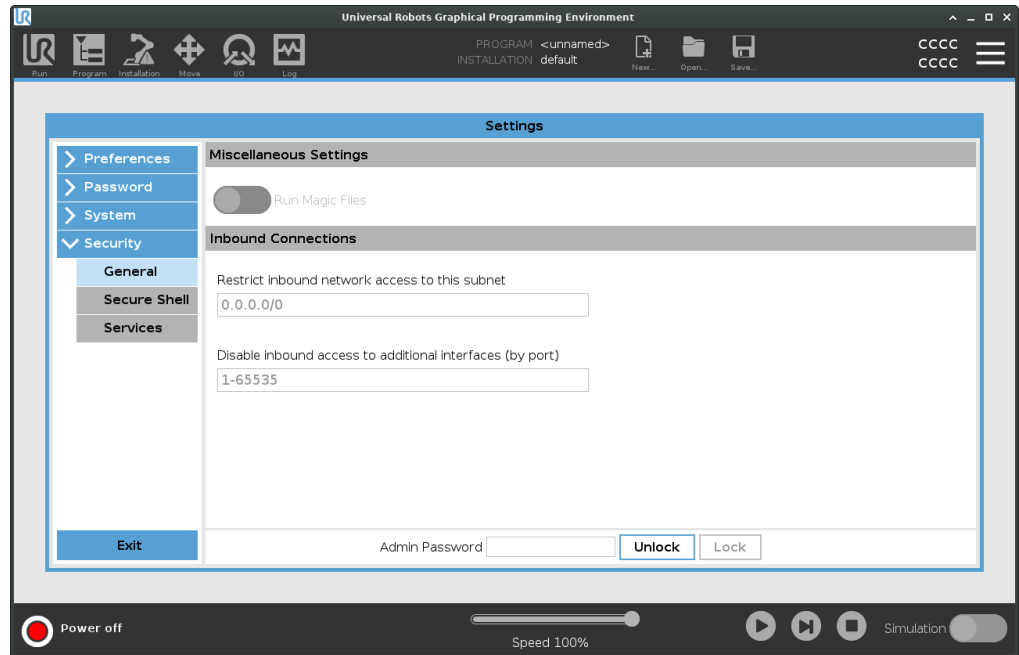 UR
Universal Robots Graphical Programming Environment
Run
Program
Installation
Move
I/O
Log
PROGRAM <unnamed>
INSTALLATION default
New...
Open...
Save...
CCCC
CCCC
Settings
Preferences
Password
System
Security
General
Secure Shell
Services
Exit
Miscellaneous Settings
Run Magic Files
Inbound Connections
Restrict inbound network access to this subnet
0.0.0.0/0
Disable inbound access to additional interfaces (by port)
1-65535
Admin Password
Unlock
Lock
Power off
Speed 100%
Simulation